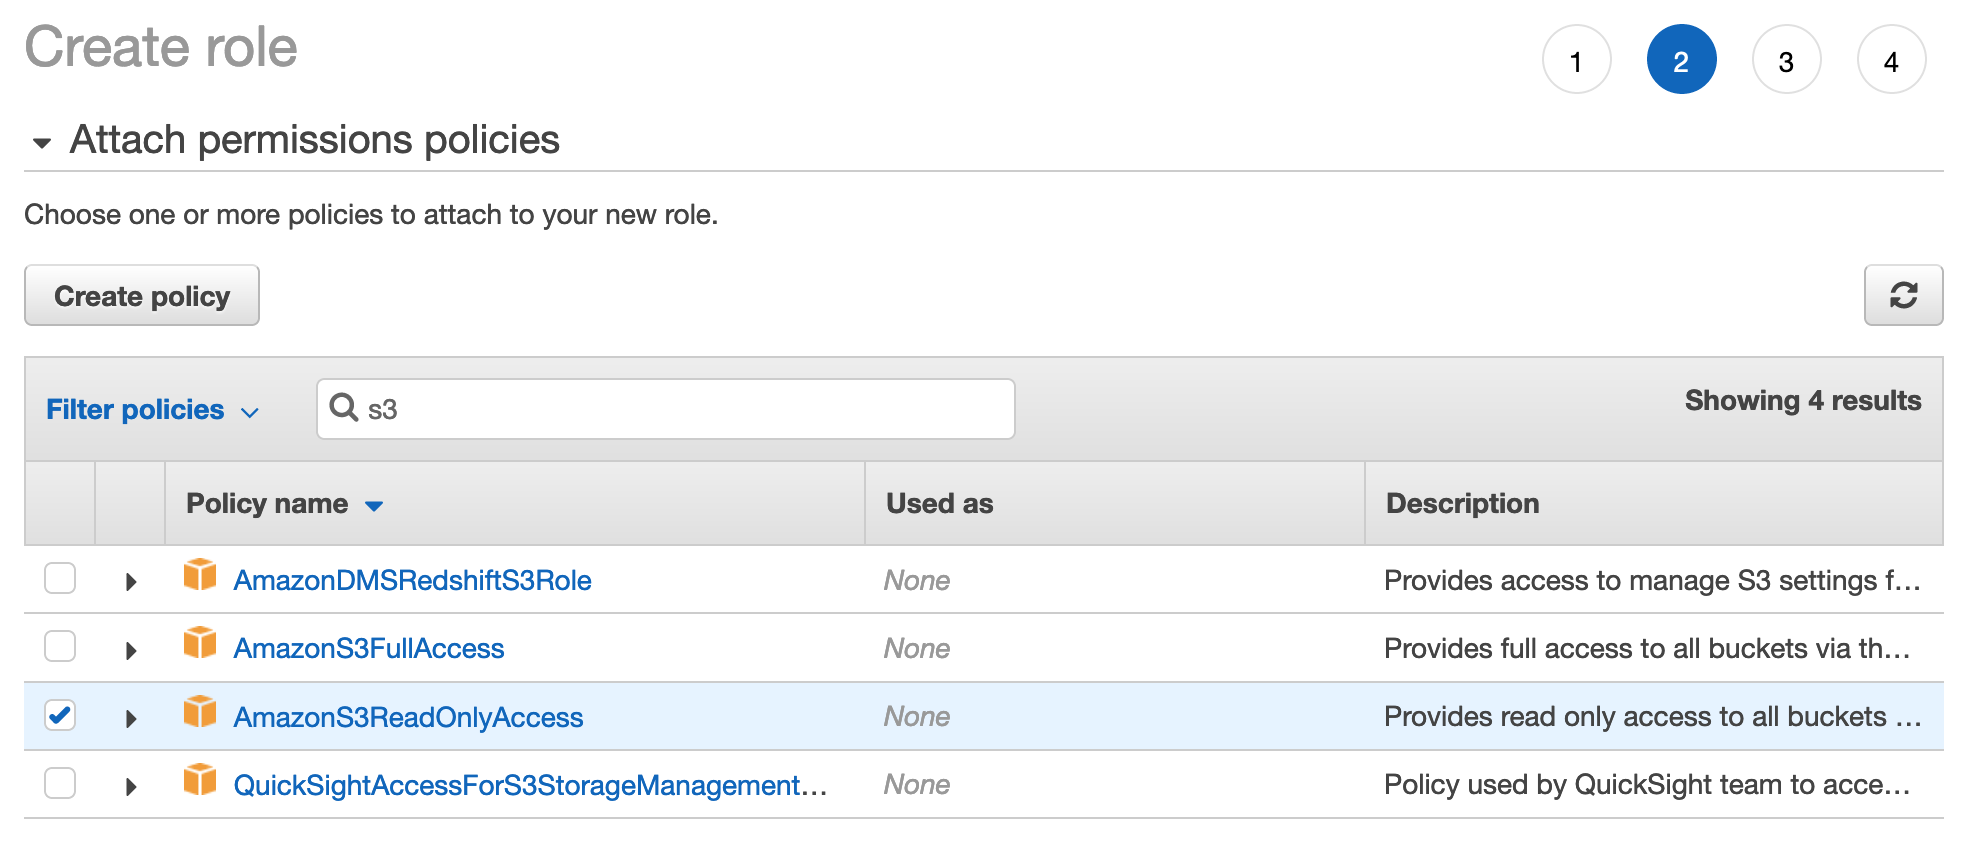 Create role
1 2 3 4
Attach permissions policies
Choose one or more policies to attach to your new role.
Create policy
Filter policies s3 Showing 4 results
Policy name Used as Description
AmazonDMSRedshiftS3Role None Provides access to manage S3 settings f...
AmazonS3FullAccess None Provides full access to all buckets via th...
AmazonS3ReadOnlyAccess None Provides read only access to all buckets ...
QuickSightAccessForS3StorageManagement... None Policy used by QuickSight team to acce...